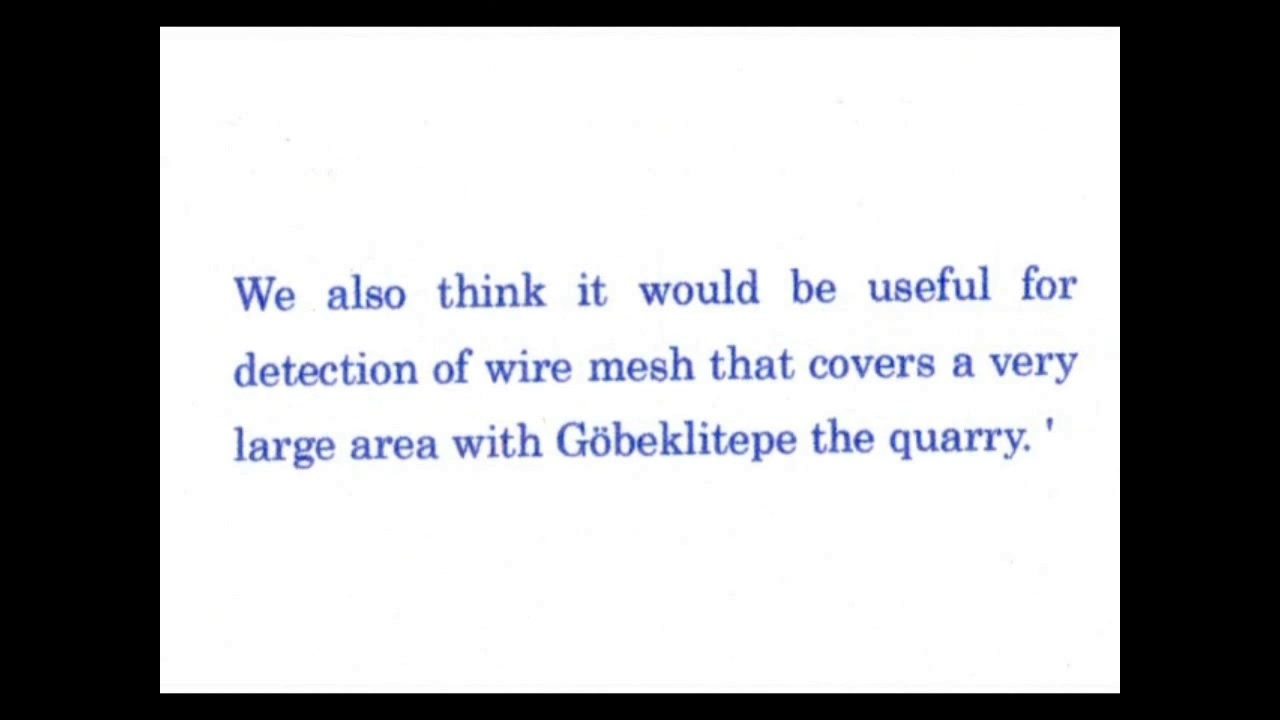 We also think it would be useful for
detection of wire mesh that covers a very
large area with Göbeklitepe the quarry. '